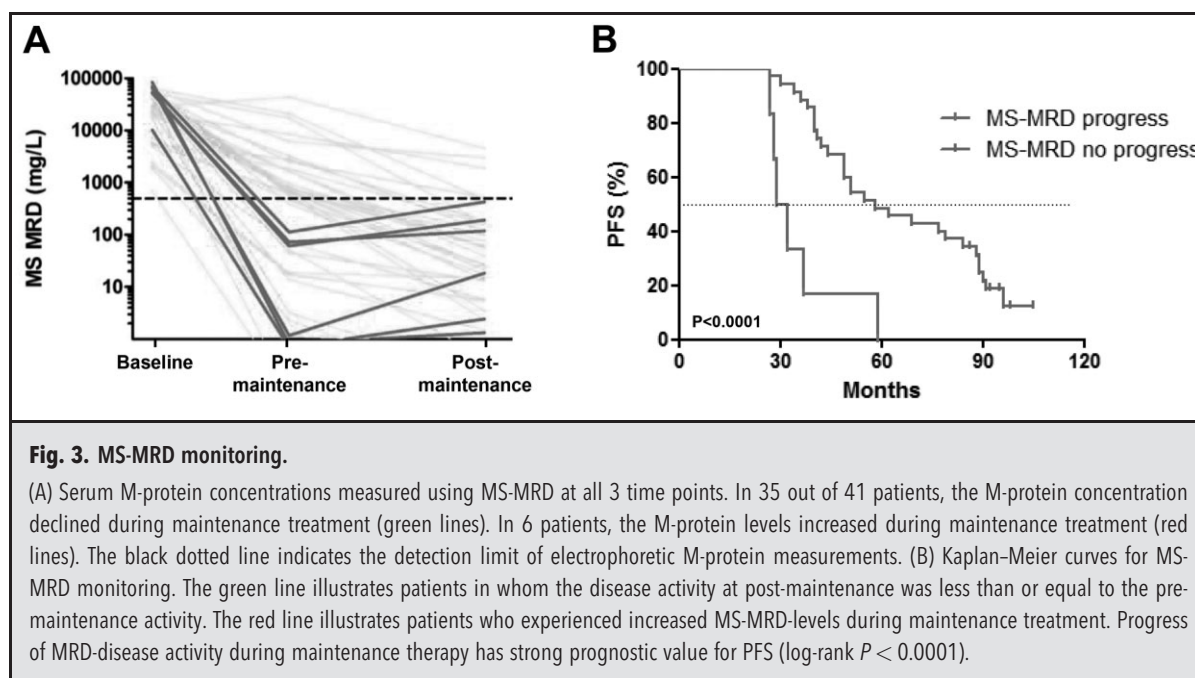 A
MS MRD (mg/L)
100000
10000
1000
100
10
Baseline
Pre-
maintenance
Post-
maintenance
B
PFS (%)
100
80
60
40
20
0
MS-MRD progress
MS-MRD no progress
P<0.0001
0
30
60
90
120
Months
Fig. 3. MS-MRD monitoring.
(A) Serum M-protein concentrations measured using MS-MRD at all 3 time points. In 35 out of 41 patients, the M-protein concentration
declined during maintenance treatment (green lines). In 6 patients, the M-protein levels increased during maintenance treatment (red
lines). The black dotted line indicates the detection limit of electrophoretic M-protein measurements. (B) Kaplan–Meier curves for MS-
MRD monitoring. The green line illustrates patients in whom the disease activity at post-maintenance was less than or equal to the pre-
maintenance activity. The red line illustrates patients who experienced increased MS-MRD-levels during maintenance treatment. Progress
of MRD-disease activity during maintenance therapy has strong prognostic value for PFS (log-rank P < 0.0001).